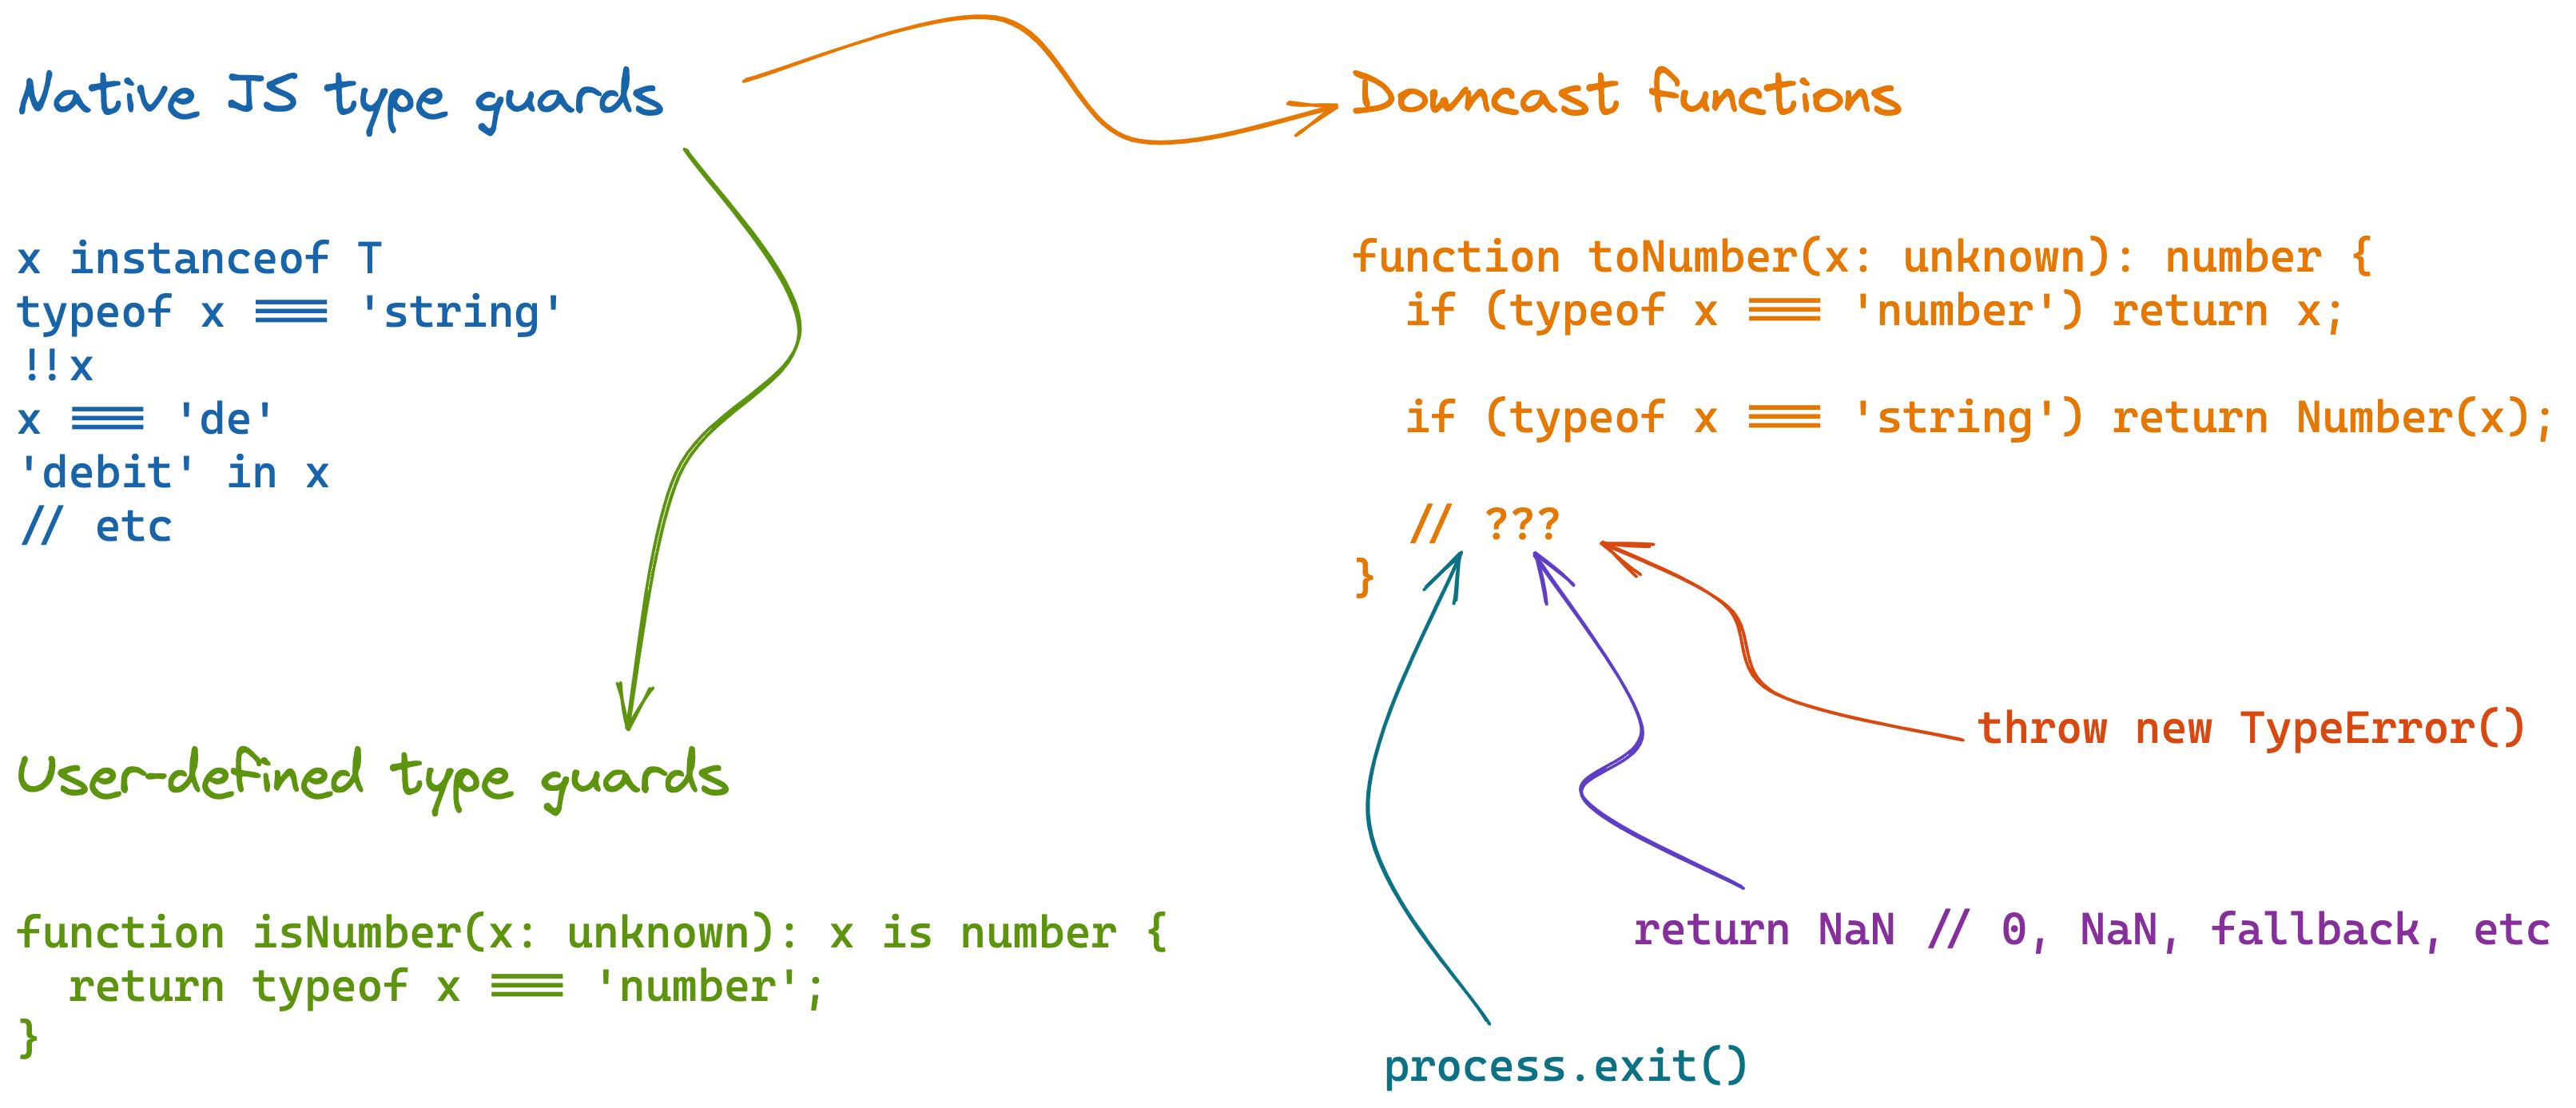 Native JS type guards
x instanceof T
typeof x === 'string'
!!x
x === 'de'
'debit' in x
// etc
User-defined type guards
function isNumber(x: unknown): x is number {
  return typeof x === 'number';
}
Downcast functions
function toNumber(x: unknown): number {
  if (typeof x === 'number') return x;
  if (typeof x === 'string') return Number(x);
  // ???
}
throw new TypeError()
return NaN // 0, NaN, fallback, etc
process.exit()